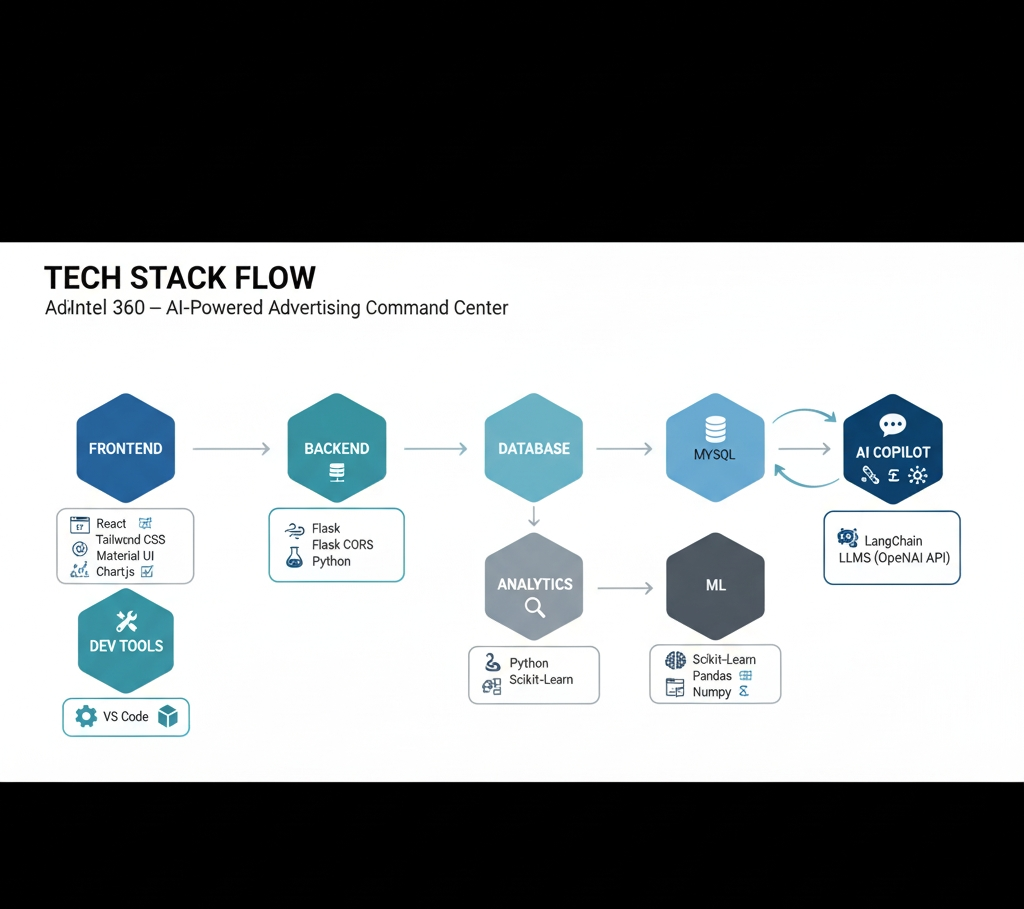 TECH STACK FLOW
AdIntel 360 – AI-Powered Advertising Command Center
FRONTEND
React
Tailwcnd CSS
Material UI
Chartjs
BACKEND
Flask
Flask CORS
Python
DATABASE
MYSQL
AI COPILOT
LangChain
LLMS (OpeNAI API)
ANALYTICS
Python
Scikit-Learn
ML
Scikit-Learn
Pandas
Numpy
DEV TOOLS
VS Code